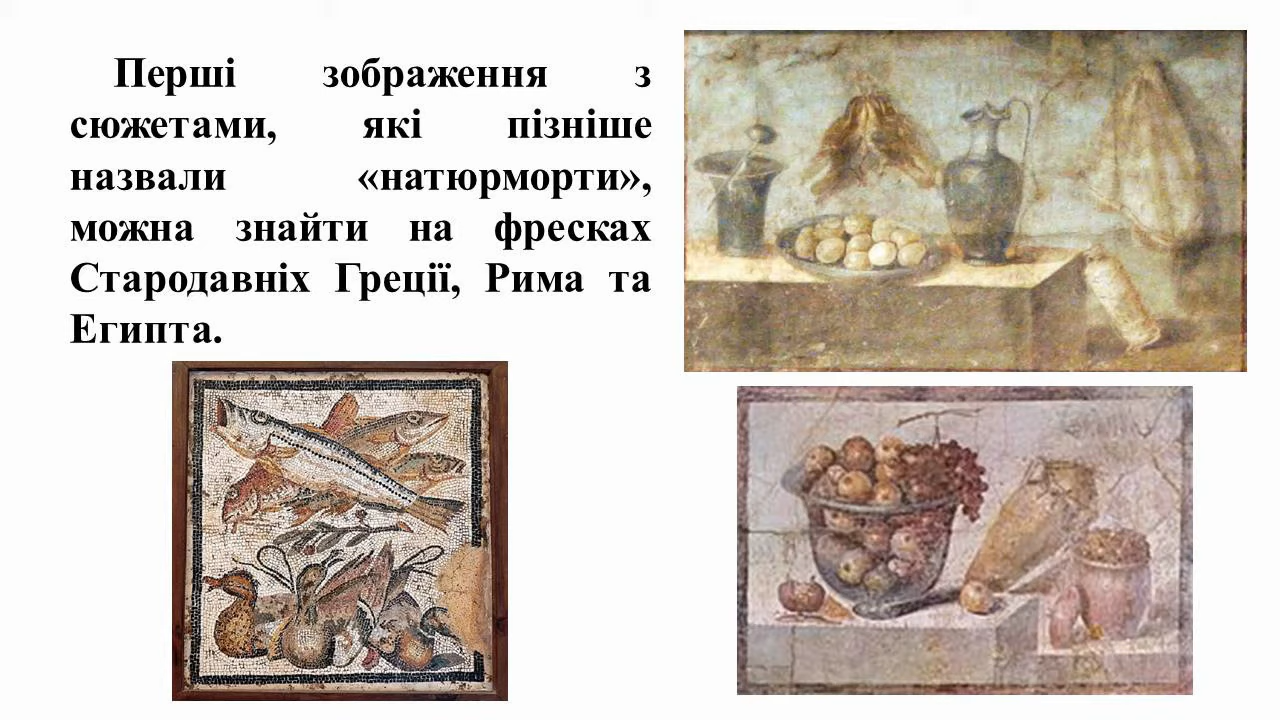 Перші зображення з
сюжетами, які пізніше
назвали «натюрморти»,
можна знайти на фресках
Стародавніх Греції, Рима та
Египта.